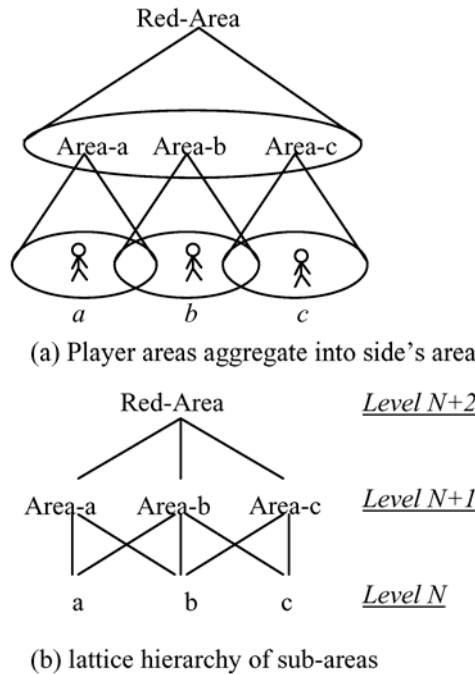 Red-Area
Area-a Area-b Area-c
a b c
(a) Player areas aggregate into side's area
Red-Area Level N+2
Area-a Area-b Area-c Level N+1
a b c Level N
(b) lattice hierarchy of sub-areas